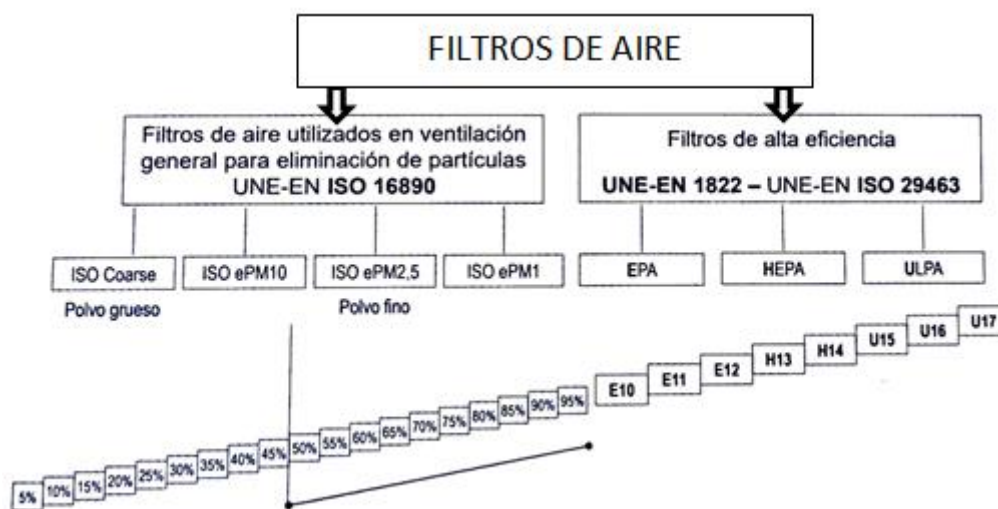 FILTROS DE AIRE
Filtros de aire utilizados en ventilación
general para eliminación de partículas
UNE-EN ISO 16890
Filtros de alta eficiencia
UNE-EN 1822 – UNE-EN ISO 29463
ISO Coarse
ISO ePM10
ISO ePM2,5
ISO ePM1
EPA
HEPA
ULPA
Polvo grueso
Polvo fino
5%
10%
15%
20%
25%
30%
35%
40%
45%
50%
55%
60%
65%
70%
75%
80%
85%
90%
95%
E10
E11
E12
H13
H14
U15
U16
U17